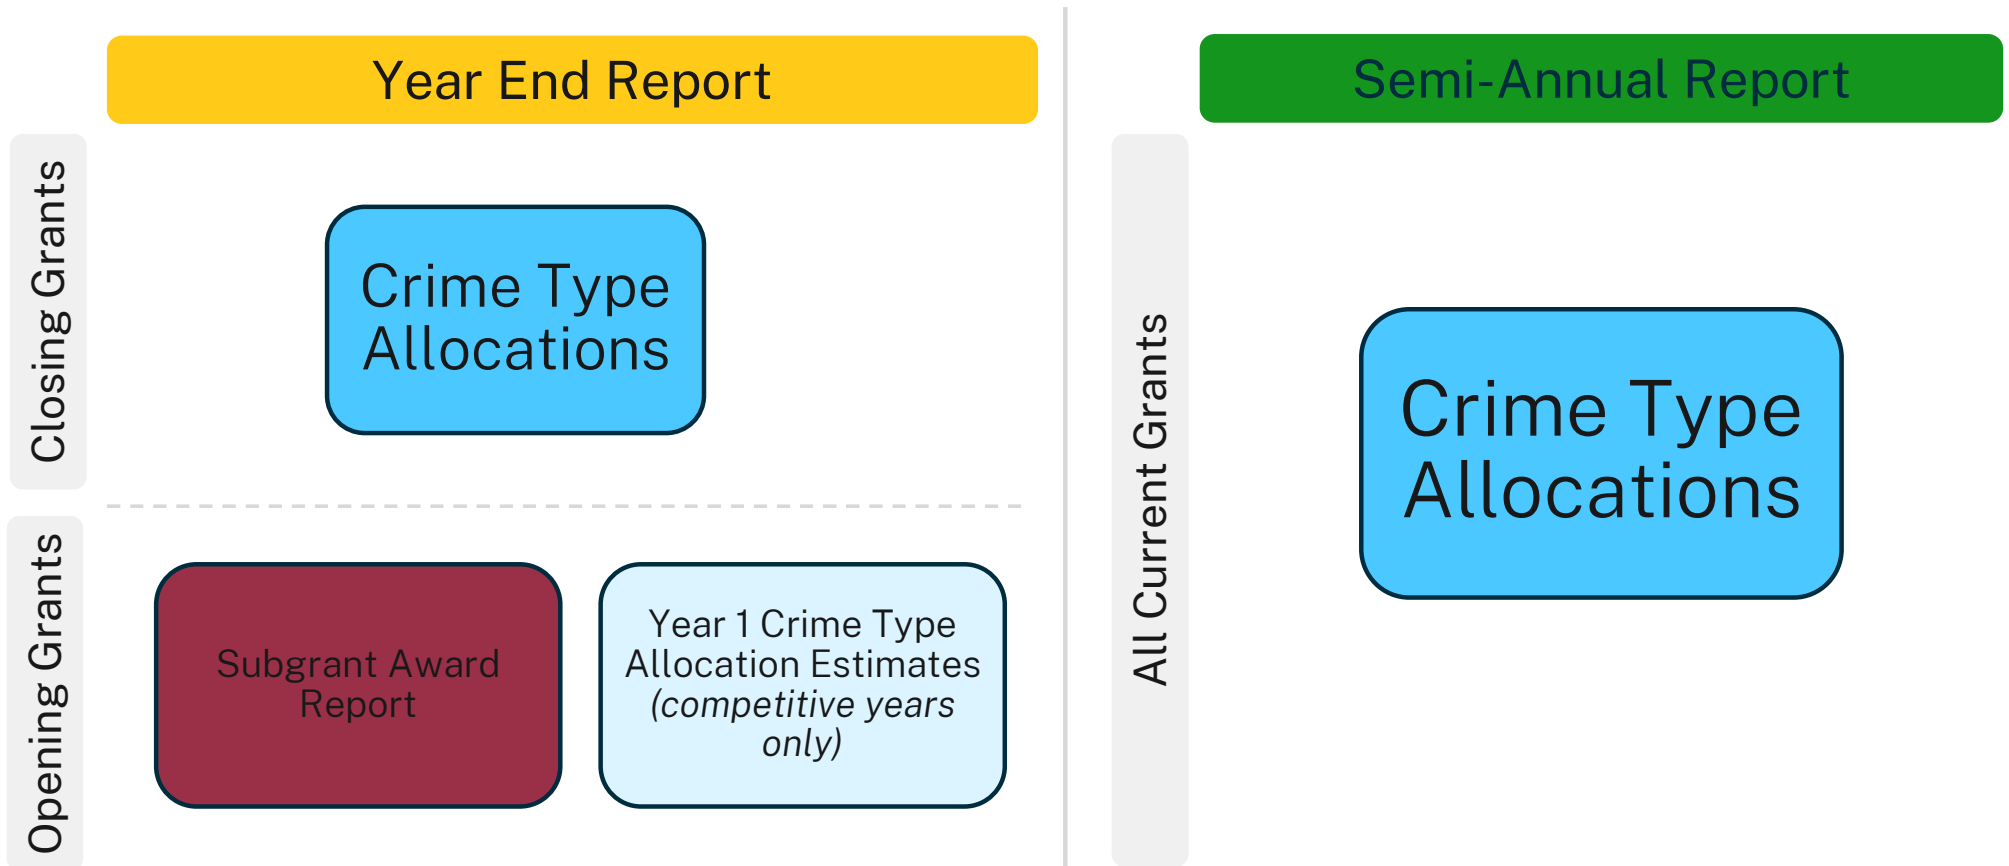 Year End Report
Closing Grants
Crime Type
Allocations
Opening Grants
Subgrant Award
Report
Year 1 Crime Type
Allocation Estimates
(competitive years
only)
Semi-Annual Report
All Current Grants
Crime Type
Allocations